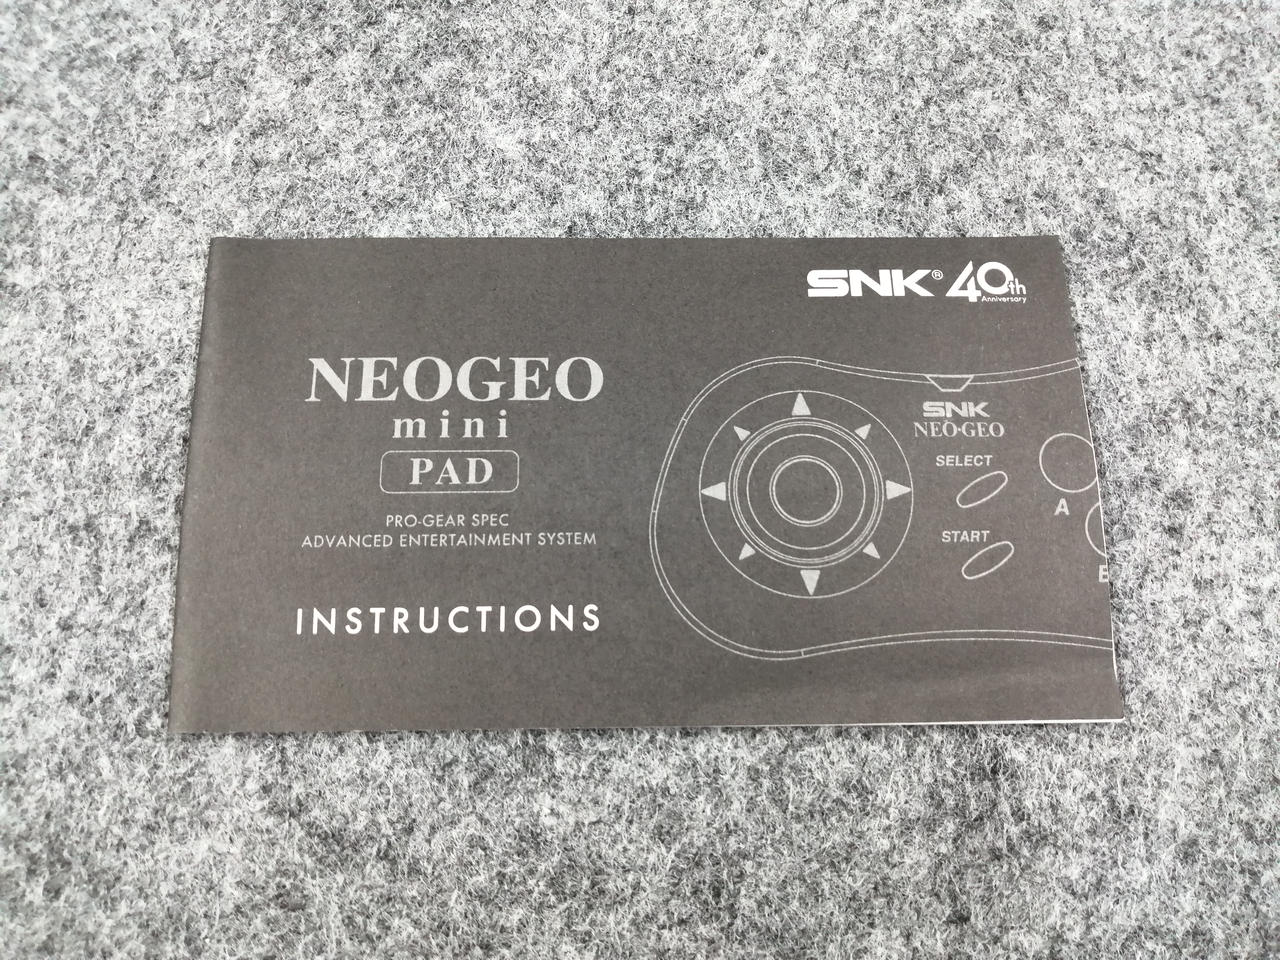 SNK® 40th
Anniversary
NEOGEO
mini
PAD
PRO-GEAR SPEC
ADVANCED ENTERTAINMENT SYSTEM
INSTRUCTIONS
SNK
NEO·GEO
SELECT
A
START